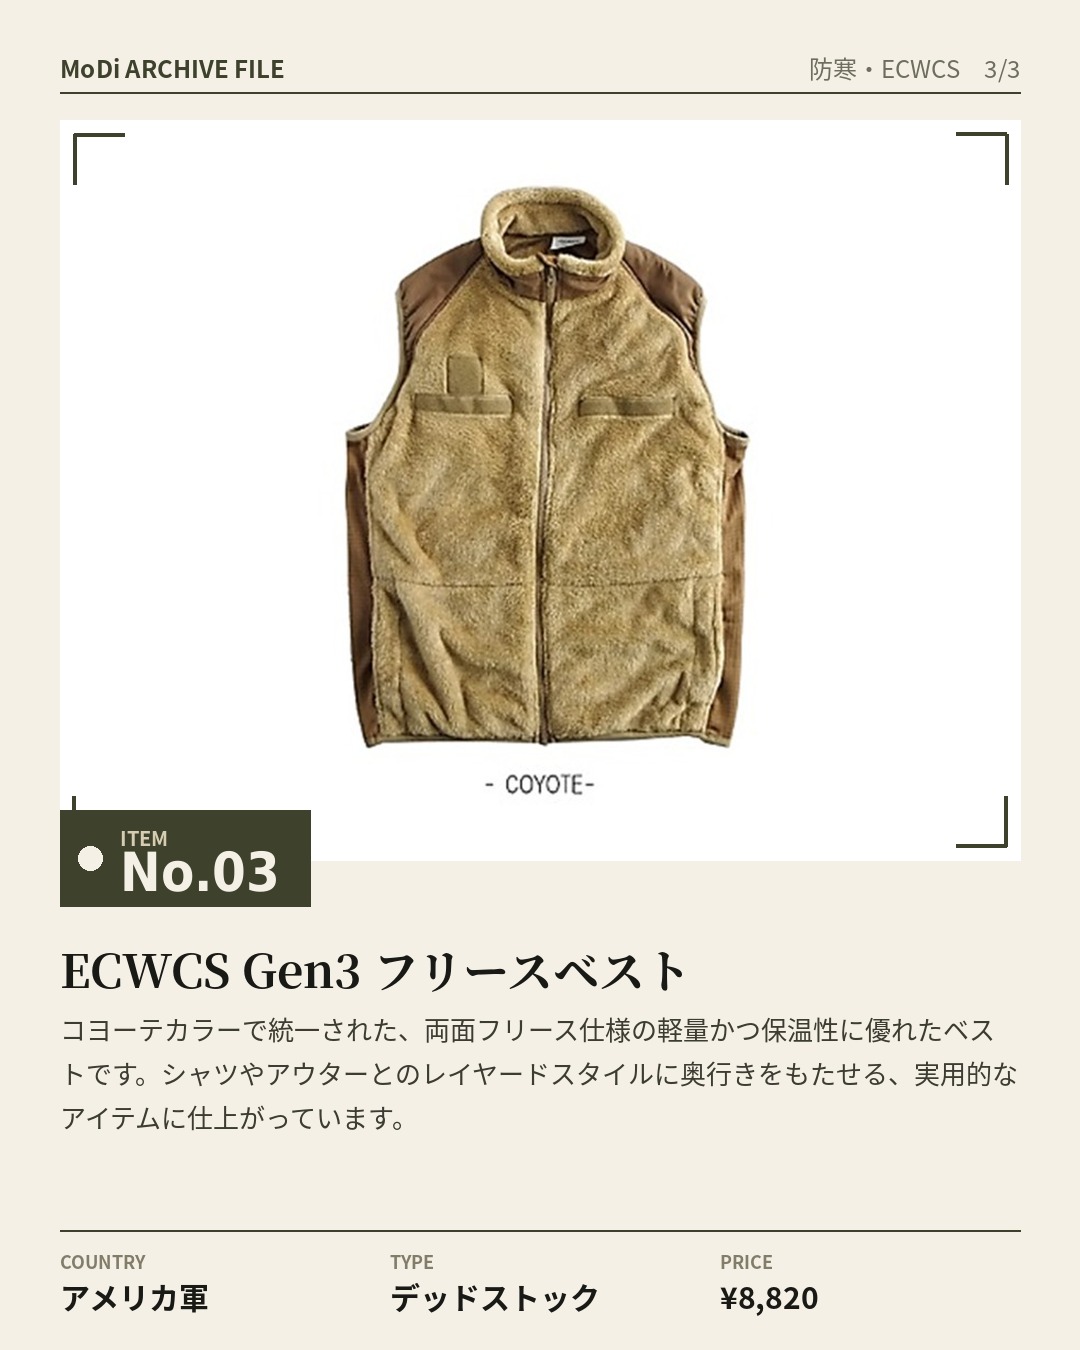 MoDi ARCHIVE FILE
防寒・ECWCS 3/3
- COYOTE-
ITEM
No.03
ECWCS Gen3 フリースベスト
コヨーテカラーで統一された、両面フリース仕様の軽量かつ保温性に優れたベス
トです。シャツやアウターとのレイヤードスタイルに奥行きをもたせる、実用的な
アイテムに仕上がっています。
COUNTRY
アメリカ軍
TYPE
デッドストック
PRICE
¥8,820